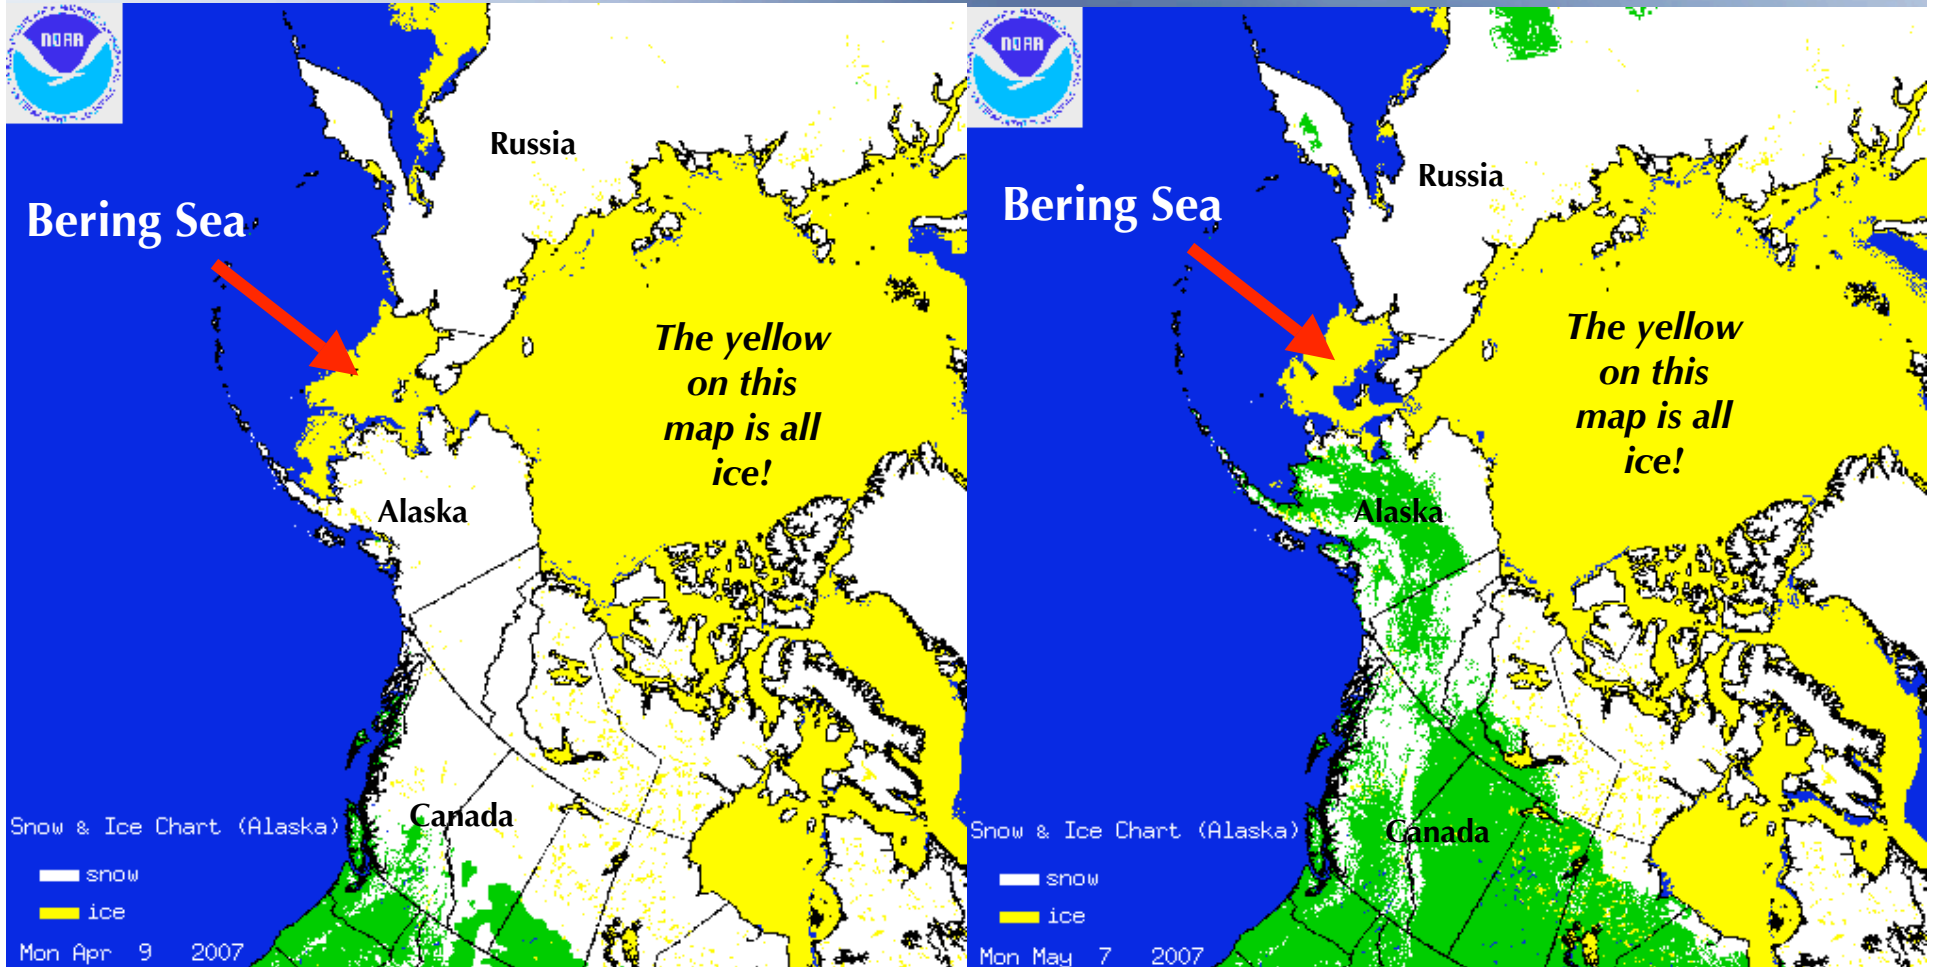 NOAA
Russia
Bering Sea
The yellow
on this
map is all
ice!
Alaska
Canada
Snow & Ice Chart (Alaska)
snow
ice
Mon Apr 9 2007
NOAA
Russia
Bering Sea
The yellow
on this
map is all
ice!
Alaska
Canada
Snow & Ice Chart (Alaska)
snow
ice
Mon May 7 2007